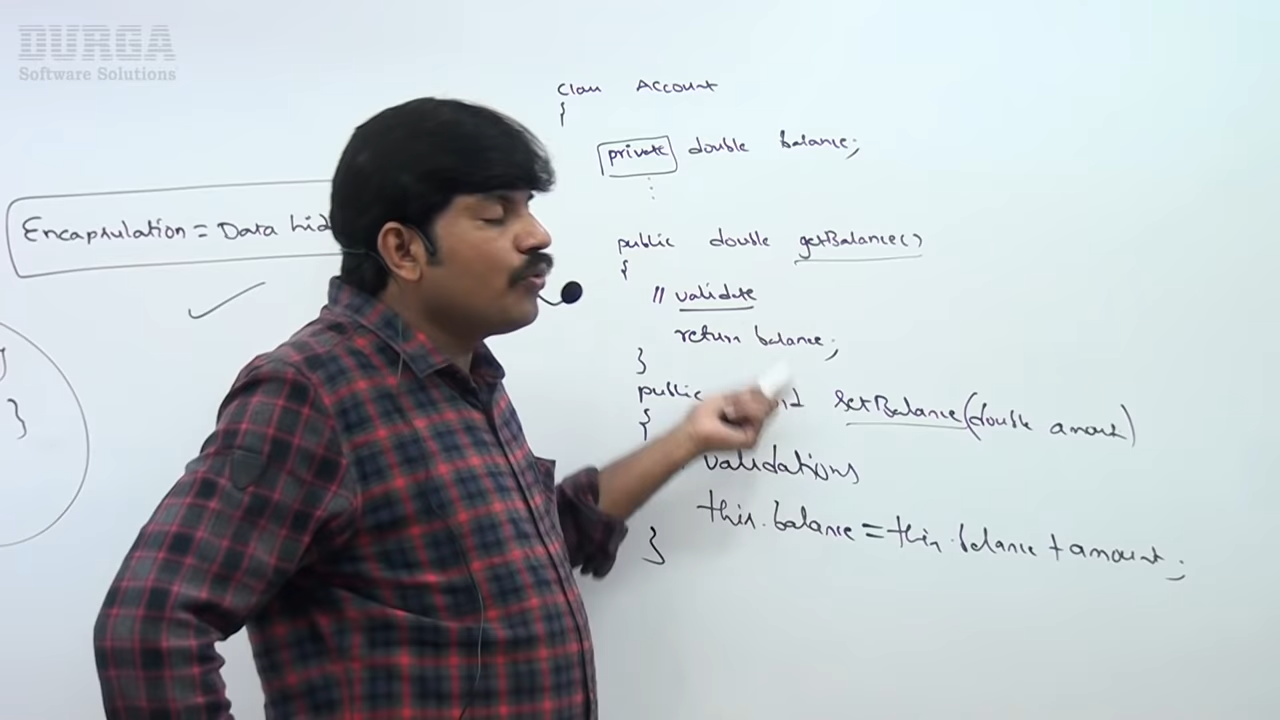 DURGA
Software Solutions
class Account
{
private double balance;
Encapsulation = Data hid
public double getBalance()
{
// validate
return balance;
}
public setBalance(double amount)
{
validations
this.balance = this.balance + amount;
}
}